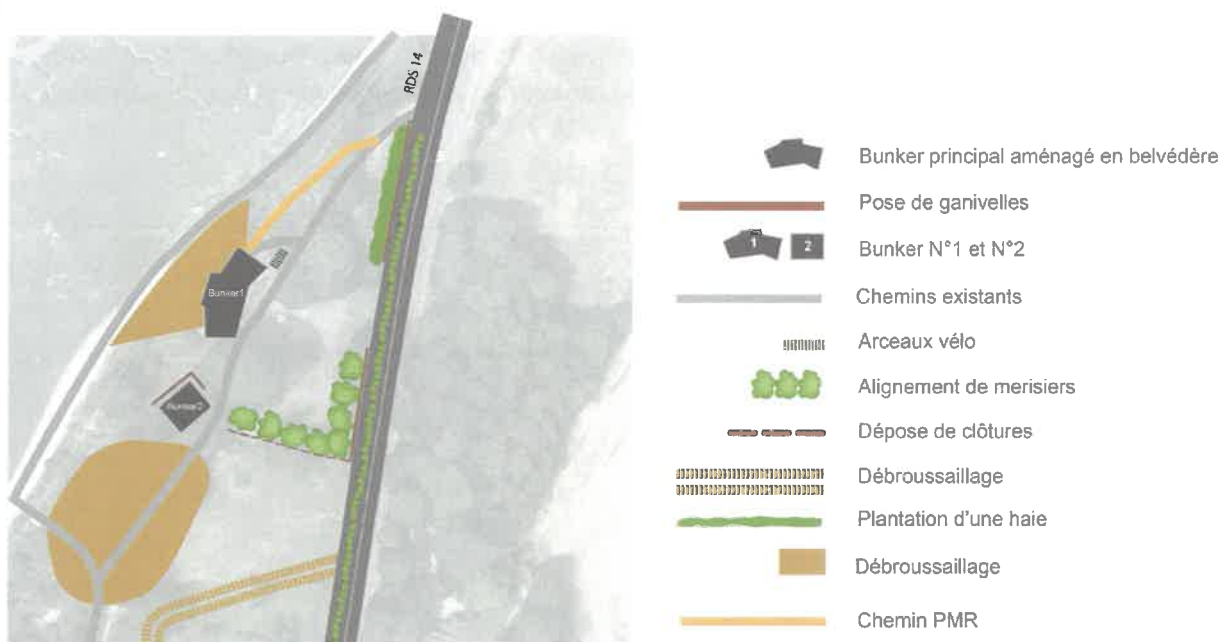 RDS 14
Bunker1
Bunker2
Bunker principal aménagé en belvédère
Pose de ganivelles
1
2
Bunker N°1 et N°2
Chemins existants
Arceaux vélo
Alignement de merisiers
Dépose de clôtures
Débroussaillage
Plantation d'une haie
Débroussaillage
Chemin PMR